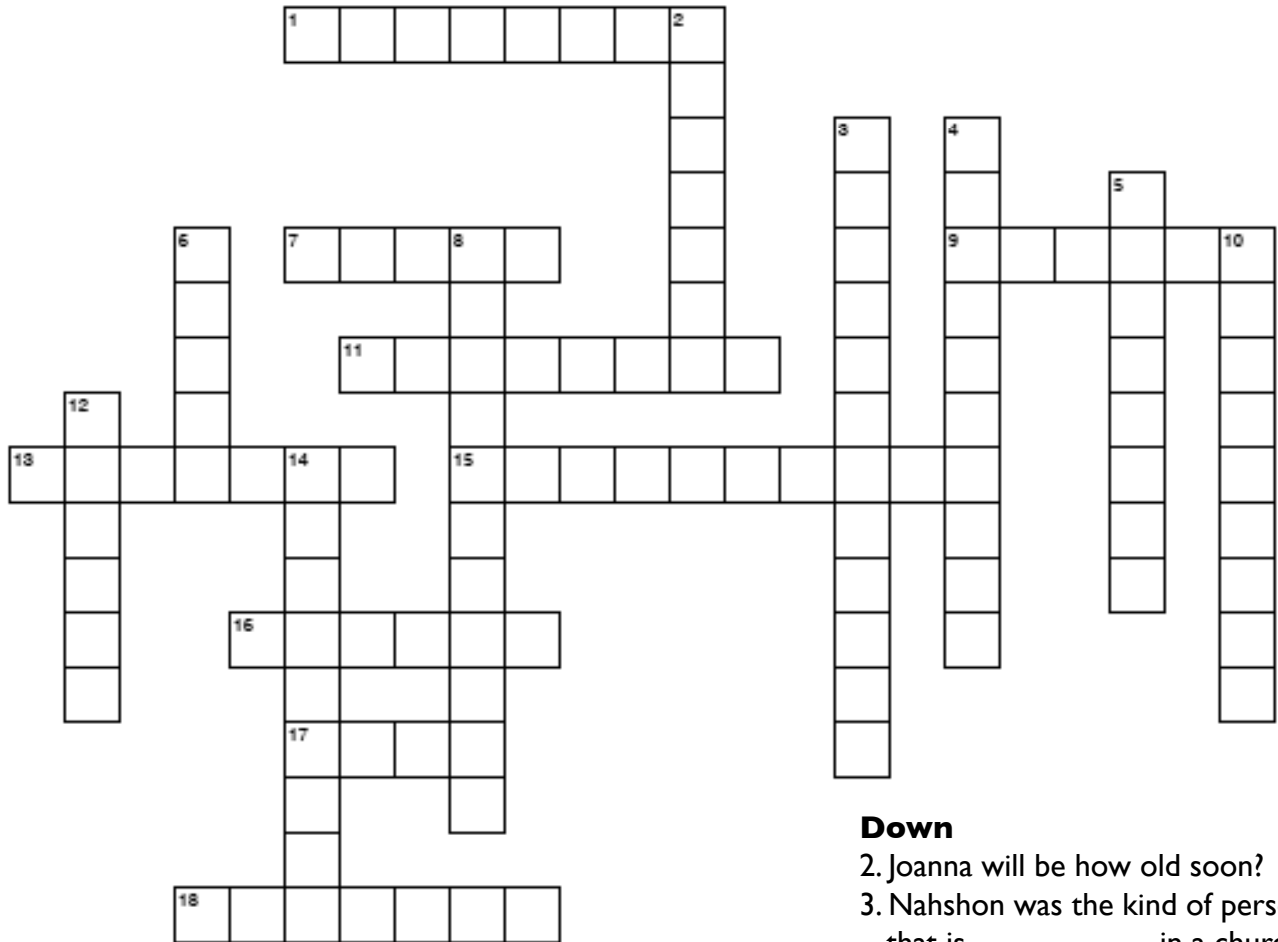 1 2
3 4
5
6 7 8 9 10
11
12
13 14 15
16
17
Down
2. Joanna will be how old soon?
18
3. Nahshon was the kind of pers
that is __________ in a churc